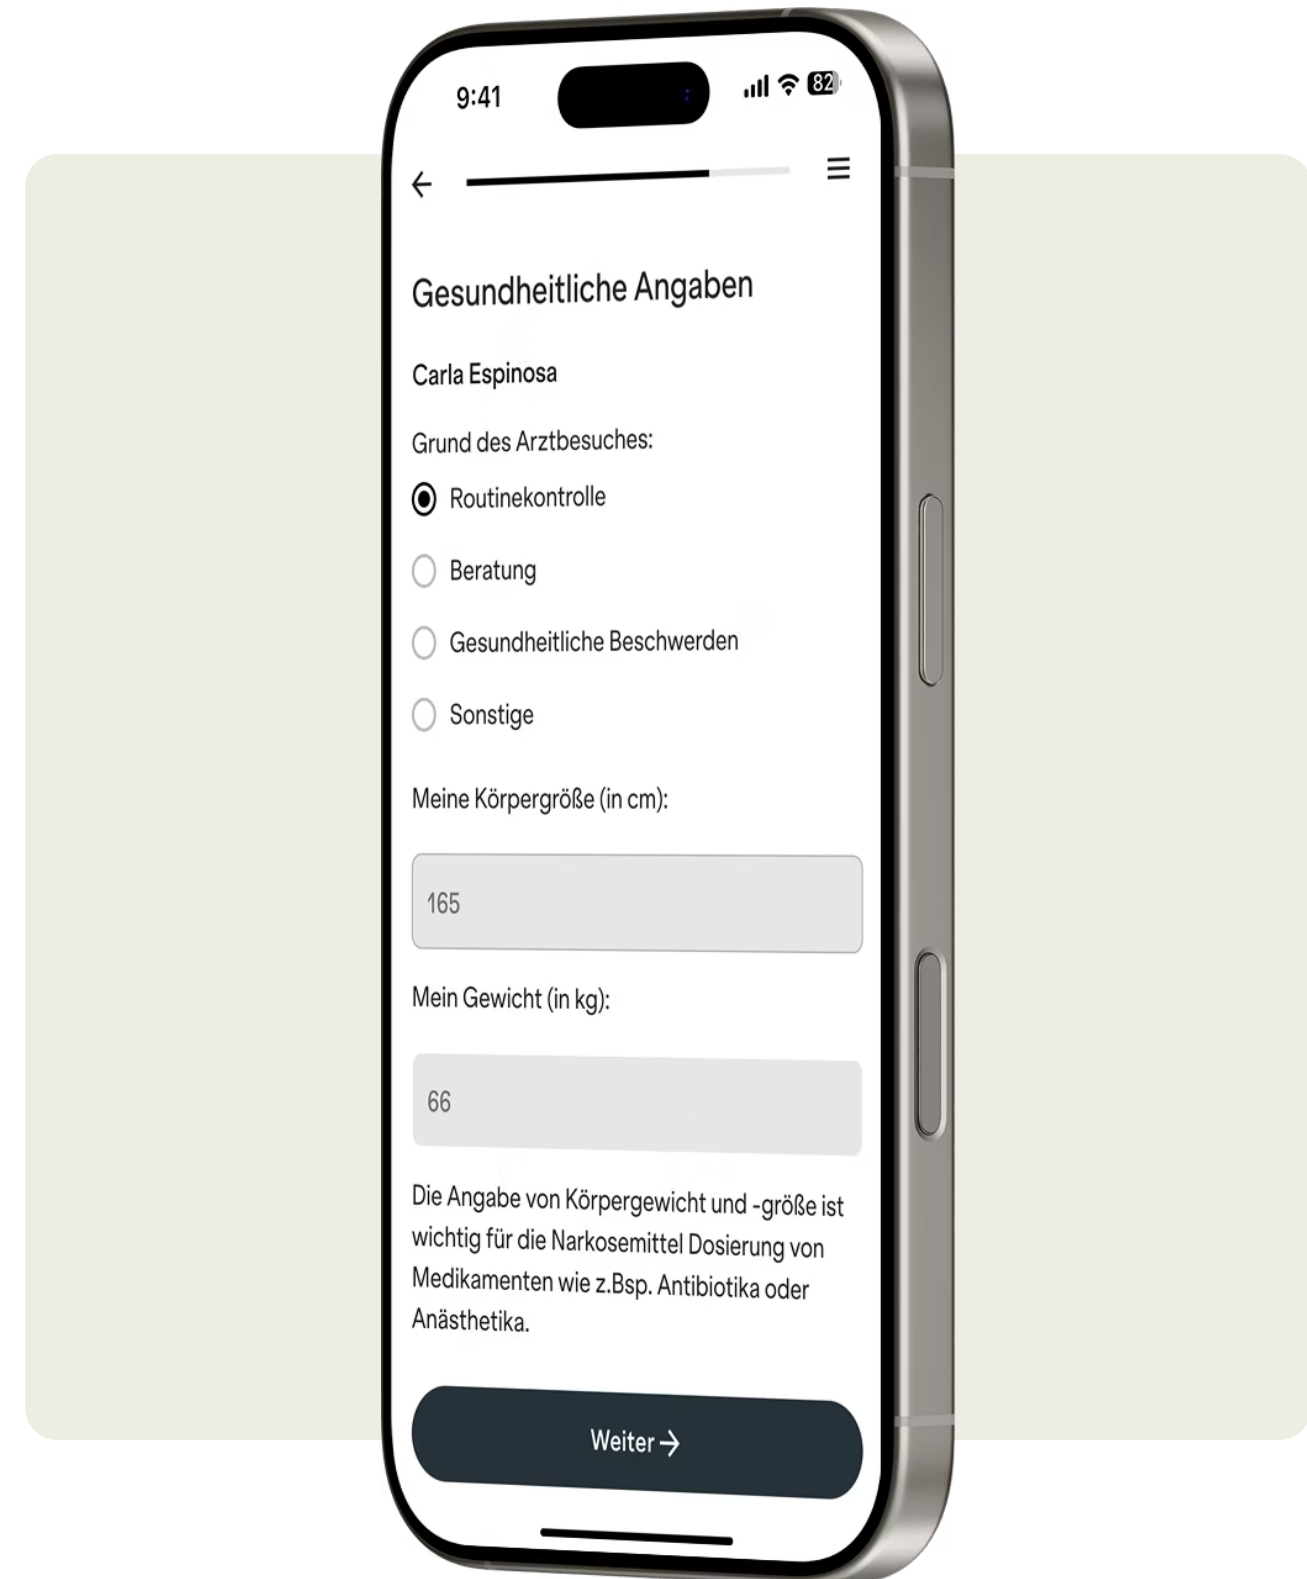 9:41
82
Gesundheitliche Angaben
Carla Espinosa
Grund des Arztbesuches:
Routinekontrolle
Beratung
Gesundheitliche Beschwerden
Sonstige
Meine Körpergröße (in cm):
165
Mein Gewicht (in kg):
66
Die Angabe von Körpergewicht und -größe ist
wichtig für die Narkosemittel Dosierung von
Medikamenten wie z.Bsp. Antibiotika oder
Anästhetika.
Weiter →